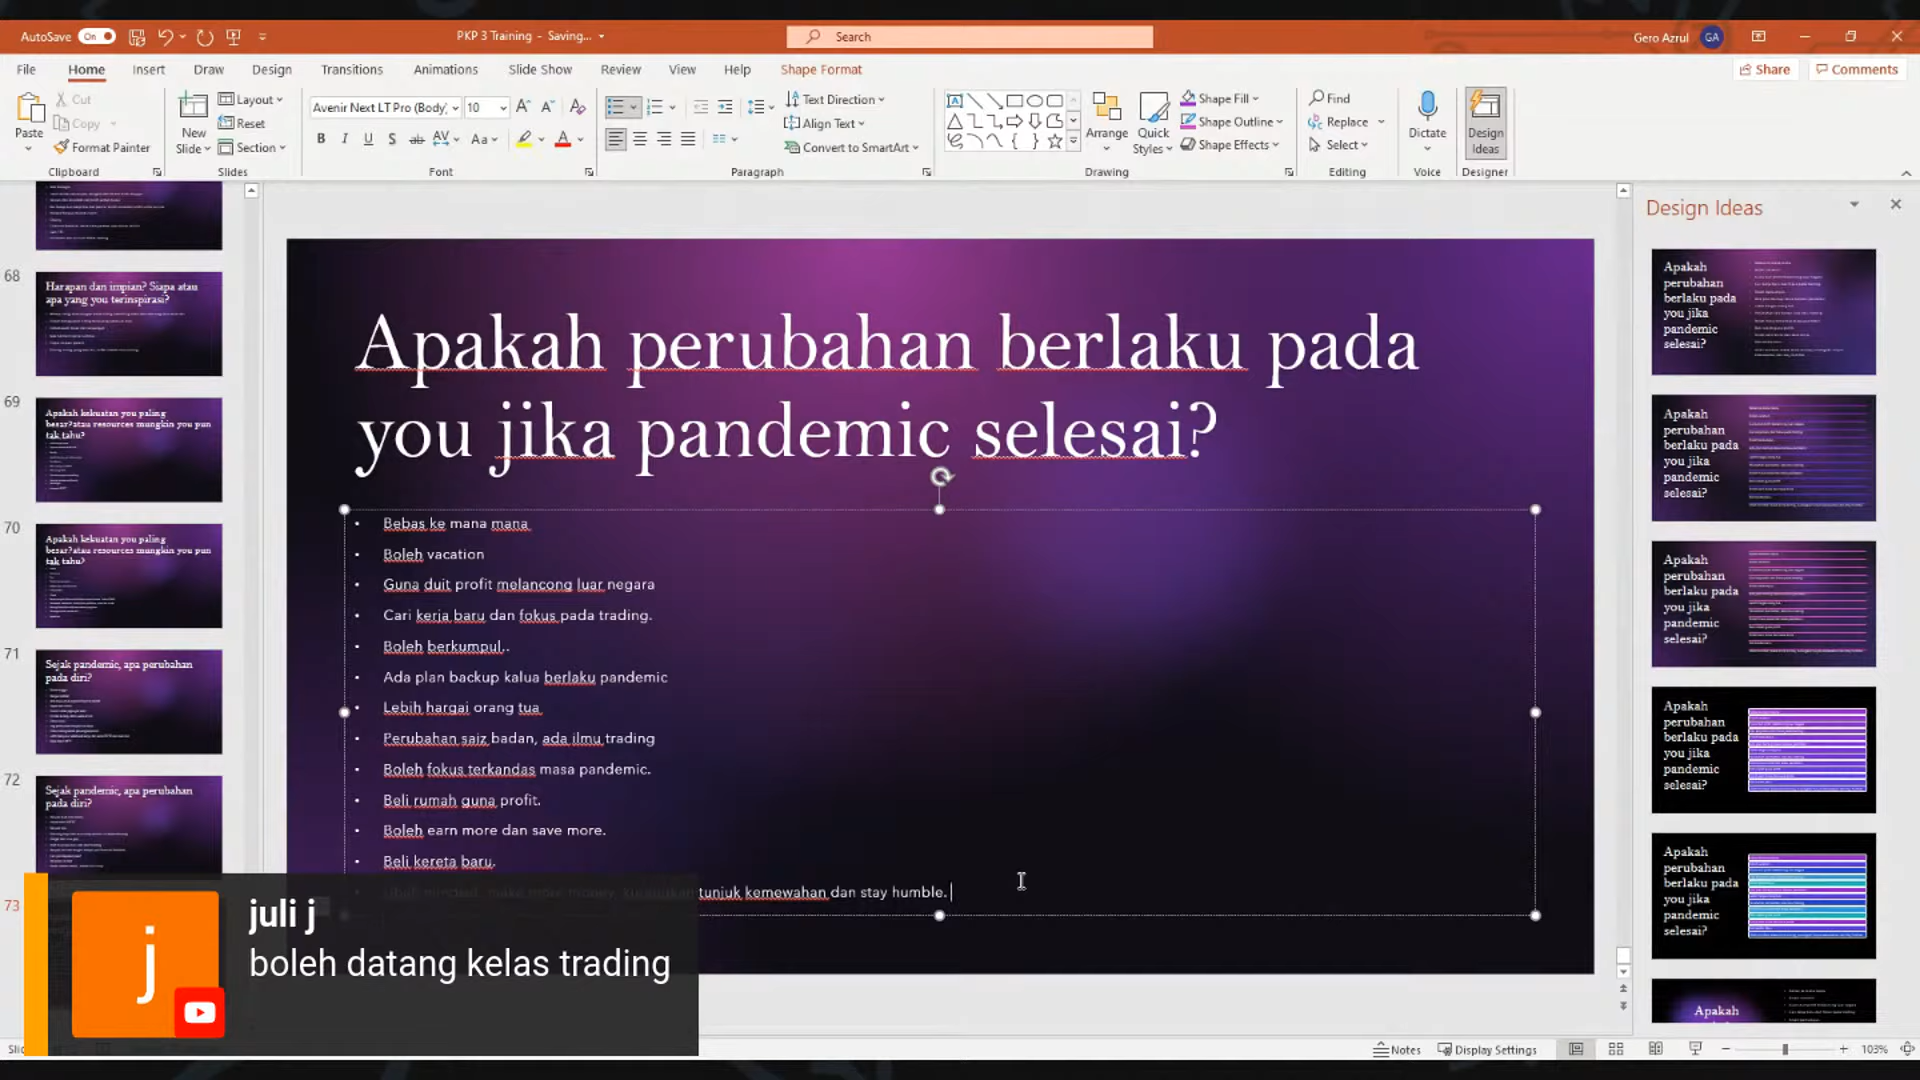 AutoSave On
PKP 3 Training - Saving...
Search
Gero Azrul GA
File Home Insert Draw Design Transitions Animations Slide Show Review View Help Shape Format Share Comments
Paste
Cut
Copy
Format Painter
Clipboard
New Slide
Layout
Reset
Section
Slides
Avenir Next LT Pro (Body) 10
Font
Paragraph
Text Direction
Align Text
Convert to SmartArt
Arrange
Quick Styles
Shape Fill
Shape Outline
Shape Effects
Drawing
Find
Replace
Select
Editing
Dictate
Voice
Design Ideas
Designer
68
Harapan dan impian? Siapa atau
apa yang you terinspirasi?
69
Apakah kekuatan you paling
besar?atau resources mungkin you pun
tak tahu?
70
Apakah kekuatan you paling
besar?atau resources mungkin you pun
tak tahu?
71
Sejak pandemic, apa perubahan
pada diri?
72
Sejak pandemic, apa perubahan
pada diri?
73
Apakah perubahan berlaku pada
you jika pandemic selesai?
• Bebas ke mana mana
• Boleh vacation
• Guna duit profit melancong luar negara
• Cari kerja baru dan fokus pada trading.
• Boleh berkumpul..
• Ada plan backup kalua berlaku pandemic
• Lebih hargai orang tua
• Perubahan saiz badan, ada ilmu trading
• Boleh fokus terkandas masa pandemic.
• Beli rumah guna profit.
• Boleh earn more dan save more.
• Beli kereta baru.
tunjuk kemewahan dan stay humble.
juli j
j
boleh datang kelas trading
Design Ideas
Apakah
perubahan
berlaku pada
you jika
pandemic
selesai?
Apakah
perubahan
berlaku pada
you jika
pandemic
selesai?
Apakah
perubahan
berlaku pada
you jika
pandemic
selesai?
Apakah
perubahan
berlaku pada
you jika
pandemic
selesai?
Apakah
perubahan
berlaku pada
you jika
pandemic
selesai?
Apakah
Notes Display Settings 103%